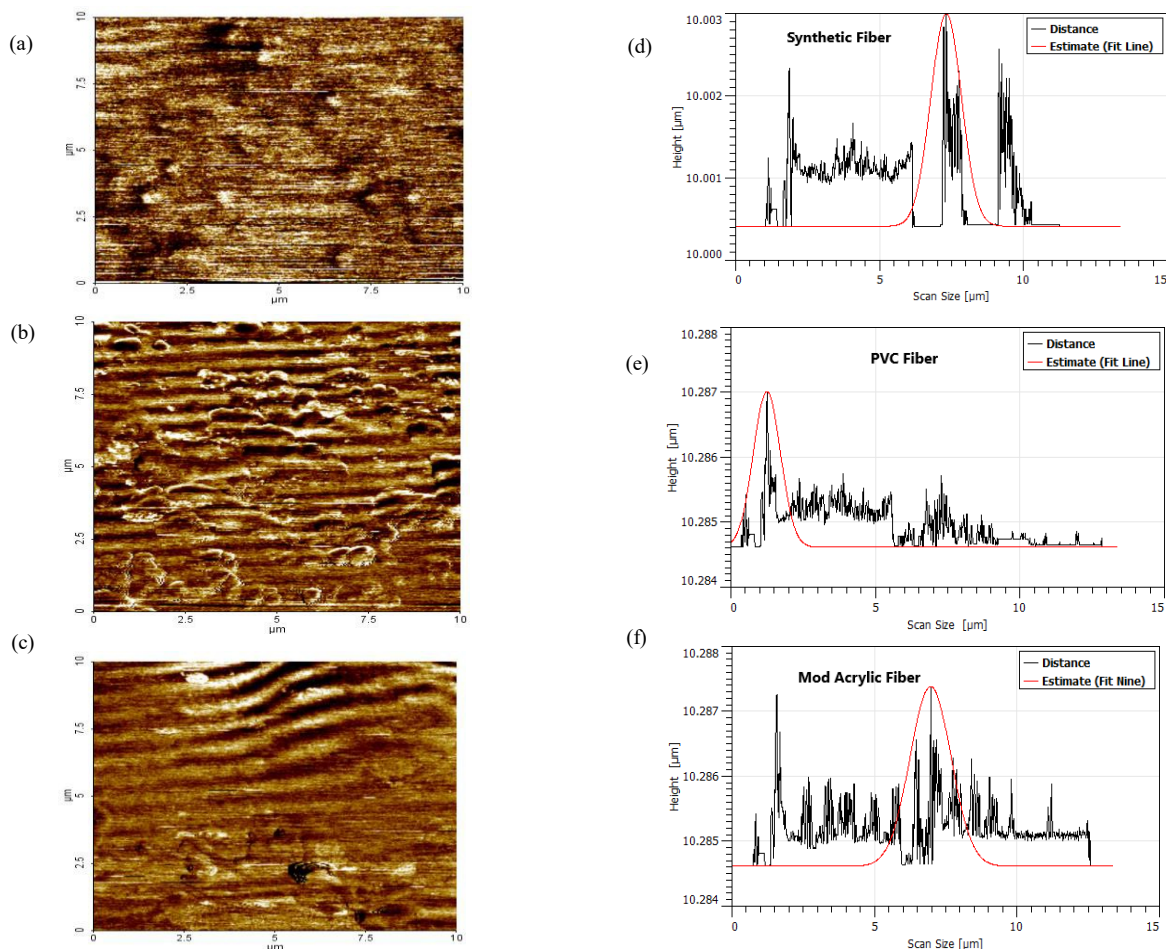 (a)
10
7.5
5
2.5
0
µm
0
2.5
5
7.5
10
µm
(d)
Synthetic Fiber
Distance
Estimate (Fit Line)
10.003
10.002
10.001
10.000
Height [µm]
0
5
10
15
Scan Size [µm]
(b)
10
7.5
5
2.5
0
µm
0
2.5
5
7.5
10
µm
(e)
PVC Fiber
Distance
Estimate (Fit Line)
10.288
10.287
10.286
10.285
10.284
Height [µm]
0
5
10
15
Scan Size [µm]
(c)
10
7.5
5
2.5
0
µm
0
2.5
5
7.5
10
µm
(f)
Mod Acrylic Fiber
Distance
Estimate (Fit Nine)
10.288
10.287
10.286
10.285
10.284
Height [µm]
0
5
10
15
Scan Size [µm]